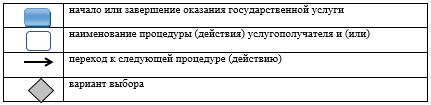 начало или завершение оказания государственной услуги
наименование процедуры (действия) услугополучателя и (или)
переход к следующей процедуре (действию)
вариант выбора